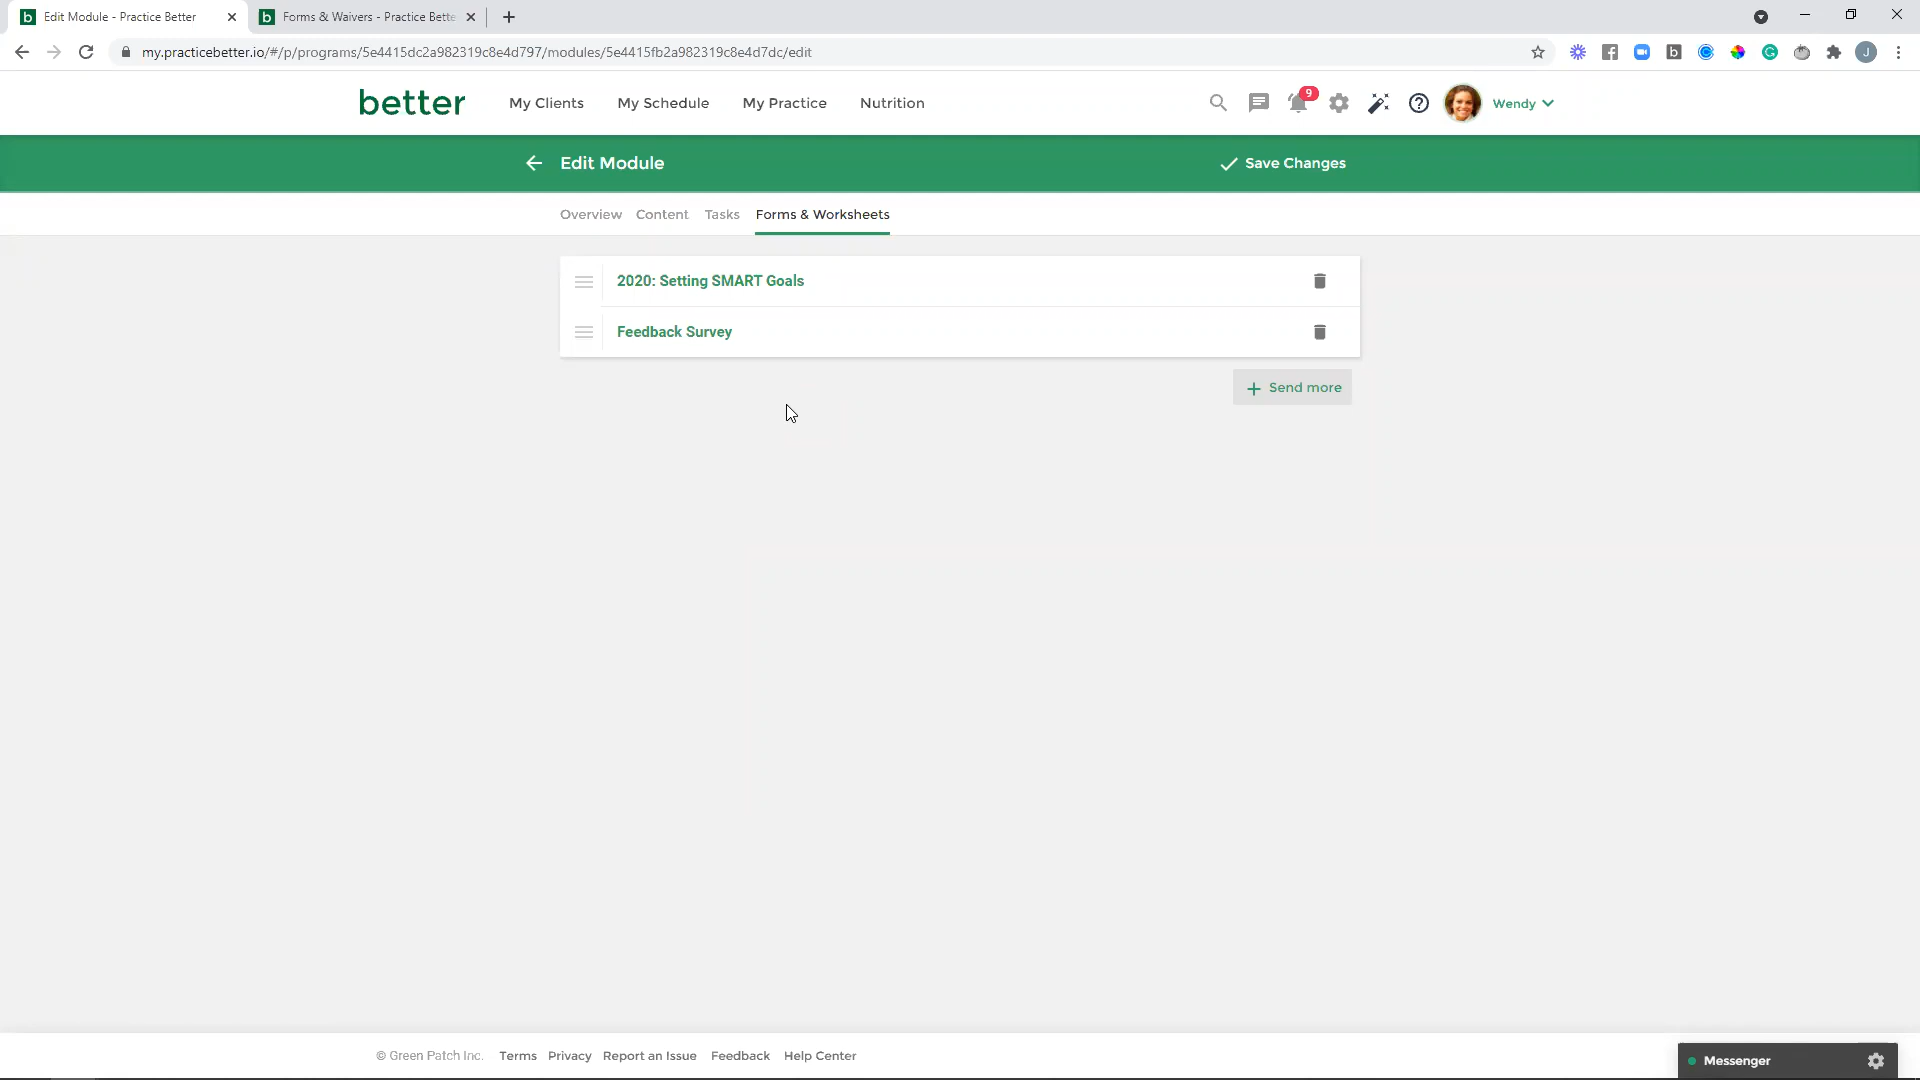 Edit Module - Practice Better
Forms & Waivers - Practice Bette
my.practicebetter.io/#/p/programs/5e4415dc2a982319c8e4d797/modules/5e4415fb2a982319c8e4d7dc/edit
better
My Clients
My Schedule
My Practice
Nutrition
9
Wendy
Edit Module
Save Changes
Overview
Content
Tasks
Forms & Worksheets
2020: Setting SMART Goals
Feedback Survey
+ Send more
© Green Patch Inc.
Terms
Privacy
Report an Issue
Feedback
Help Center
Messenger